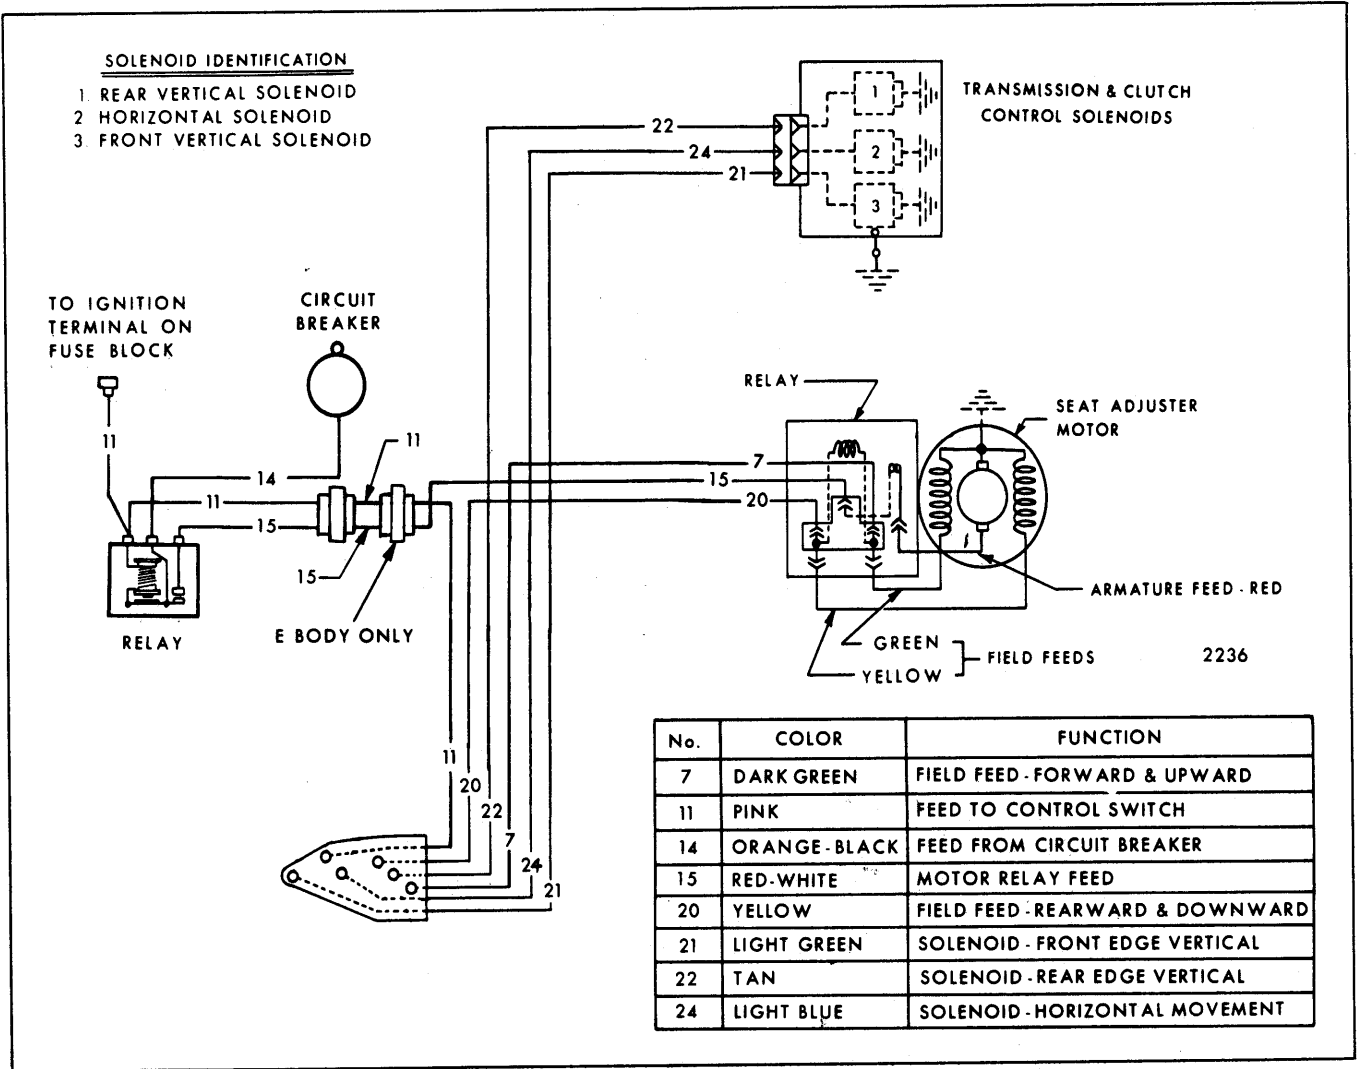 SOLENOID IDENTIFICATION
1. REAR VERTICAL SOLENOID
2 HORIZONTAL SOLENOID
3. FRONT VERTICAL SOLENOID
TRANSMISSION & CLUTCH
CONTROL SOLENOIDS
22
24
21
1
2
3
TO IGNITION
TERMINAL ON
FUSE BLOCK
CIRCUIT
BREAKER
11
14
11
11
15
15
RELAY
E BODY ONLY
RELAY
7
15
20
SEAT ADJUSTER
MOTOR
ARMATURE FEED - RED
GREEN
YELLOW
FIELD FEEDS
2236
11
20
22
7
24
21
No. COLOR FUNCTION
7 DARK GREEN FIELD FEED - FORWARD & UPWARD
11 PINK FEED TO CONTROL SWITCH
14 ORANGE - BLACK FEED FROM CIRCUIT BREAKER
15 RED-WHITE MOTOR RELAY FEED
20 YELLOW FIELD FEED - REARWARD & DOWNWARD
21 LIGHT GREEN SOLENOID - FRONT EDGE VERTICAL
22 TAN SOLENOID - REAR EDGE VERTICAL
24 LIGHT BLUE SOLENOID - HORIZONTAL MOVEMENT